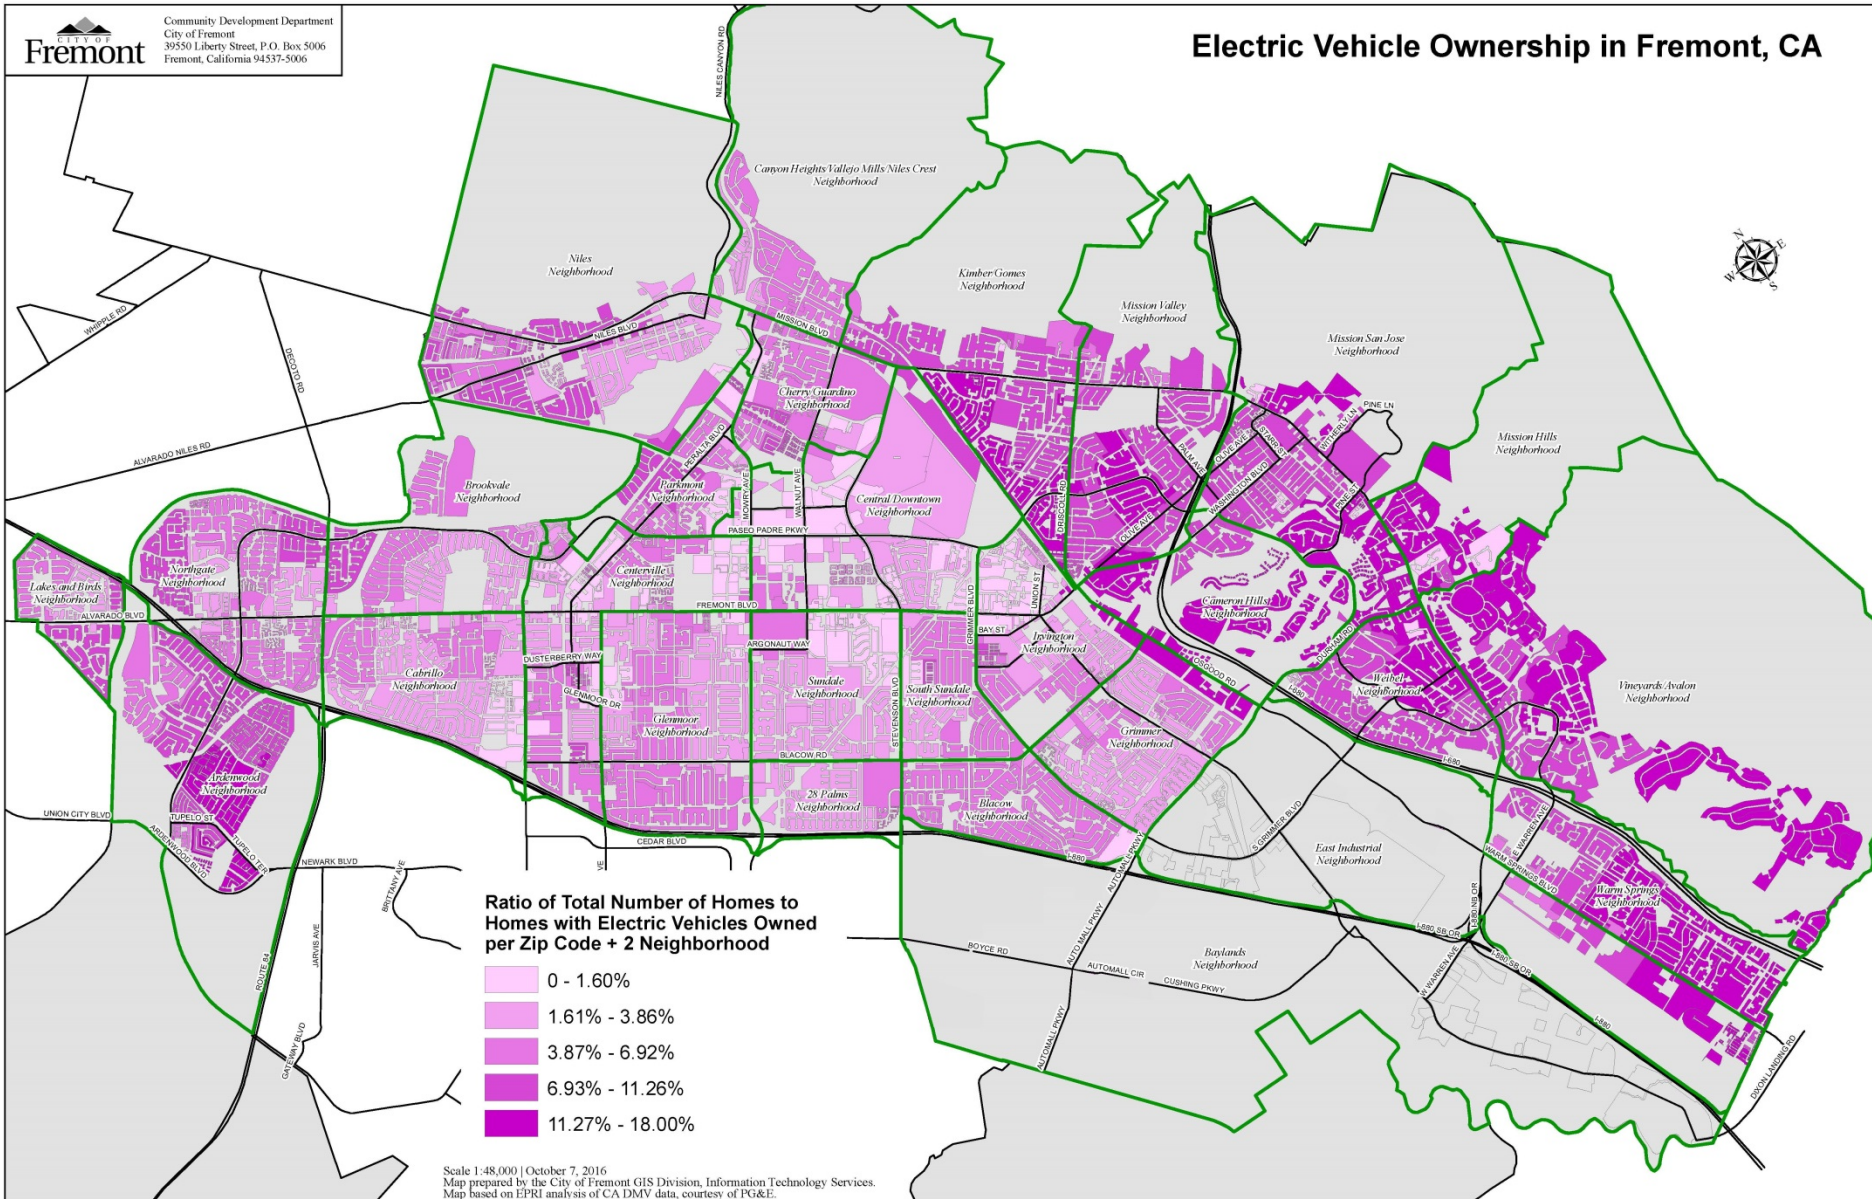 CITY OF
Fremont
Community Development Department
City of Fremont
39550 Liberty Street, P.O. Box 5006
Fremont, California 94537-5006
Electric Vehicle Ownership in Fremont, CA
NILES CANYON RD
Canyon Heights/Vallejo Mills/Niles Crest
Neighborhood
Niles
Neighborhood
Kimber/Gomes
Neighborhood
Mission Valley
Neighborhood
Mission San Jose
Neighborhood
Mission Hills
Neighborhood
N
E
W
S
WHIPPLE RD
DECOTO RD
NILES BLVD
MISSION BLVD
Cherry/Guardino
Neighborhood
PINE LN
WITHERLY LN
STARR ST
OLIVE AVE
PALM AVE
WASHINGTON BLVD
PINE ST
ALVARADO NILES RD
Brookvale
Neighborhood
PERALTA BLVD
Parkmont
Neighborhood
MOWRY AVE
WALNUT AVE
Central/Downtown
Neighborhood
DRISCOLL RD
OLIVE AVE
PASEO PADRE PKWY
Northgate
Neighborhood
Lakes and Birds
Neighborhood
ALVARADO BLVD
Centerville
Neighborhood
FREMONT BLVD
GRIMMER BLVD
UNION ST
BAY ST
Irvington
Neighborhood
Cameron Hills
Neighborhood
DURHAM RD
ARGONAUT WAY
DUSTERBERRY WAY
GLENMOOR DR
Cabrillo
Neighborhood
Sundale
Neighborhood
South Sundale
Neighborhood
STEVENSON BLVD
OSGOOD RD
I-680
Weibel
Neighborhood
Vineyards/Avalon
Neighborhood
Glenmoor
Neighborhood
Grimmer
Neighborhood
BLACOW RD
I-680
Ardenwood
Neighborhood
28 Palms
Neighborhood
Blacow
Neighborhood
UNION CITY BLVD
TUPELO ST
TUPELO TER
ARDENWOOD BLVD
NEWARK BLVD
BRITTANY AVE
CEDAR BLVD
VE
I-880
AUTOMALL PKWY
S GRIMMER BLVD
East Industrial
Neighborhood
E WARREN AVE
WARM SPRINGS BLVD
Warm Springs
Neighborhood
I-880 NB OR
I-880 SB OR
I-880 SB OR
JARVIS AVE
ROUTE 84
GATEWAY BLVD
BOYCE RD
AUTO MALL PKWY
AUTOMALL CIR
CUSHING PKWY
Baylands
Neighborhood
W WARREN AVE
I-880
AUTOMALL PKWY
DIXON LANDING RD
Ratio of Total Number of Homes to
Homes with Electric Vehicles Owned
per Zip Code + 2 Neighborhood
0 - 1.60%
1.61% - 3.86%
3.87% - 6.92%
6.93% - 11.26%
11.27% - 18.00%
Scale 1:48,000 | October 7, 2016
Map prepared by the City of Fremont GIS Division, Information Technology Services.
Map based on EPRI analysis of CA DMV data, courtesy of PG&E.